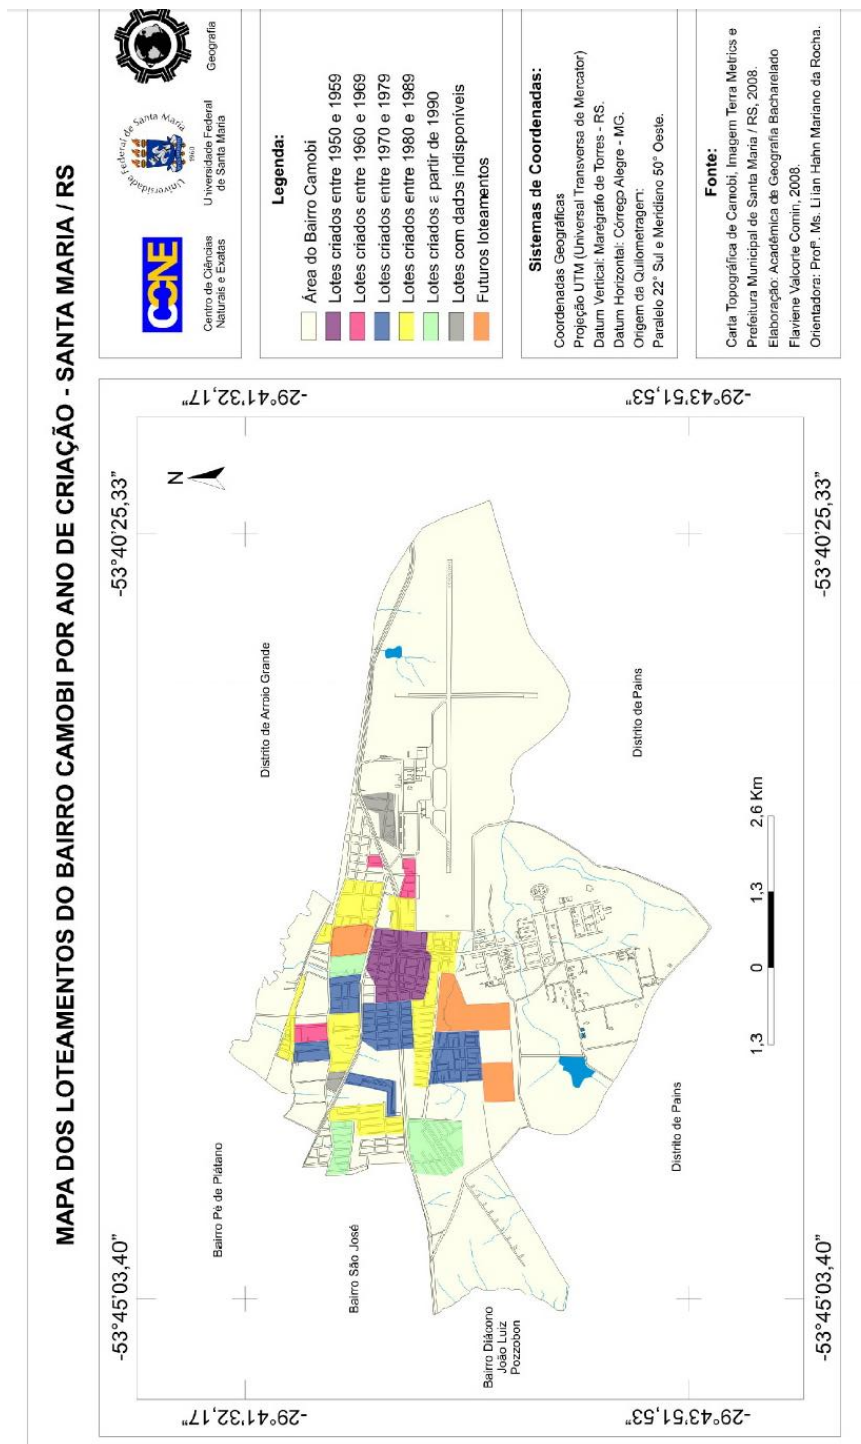 MAPA DOS LOTEAMENTOS DO BAIRRO CAMOBI POR ANO DE CRIAÇÃO - SANTA MARIA / RS
-53°45'03,40"
-53°40'25,33"
-29°41'32,17"
-29°41'32,17"
N
Bairro Pé de Plátano
Distrito de Arroio Grande
Bairro São José
Bairro Diácono
João Luiz
Pozzobon
Distrito de Pains
Distrito de Pains
-29°43'51,53"
-29°43'51,53"
1,3 0 1,3 2,6 Km
-53°45'03,40"
-53°40'25,33"
CCNE
Centro de Ciências
Naturais e Exatas
Universidade Federal de Santa Maria
1960
Universidade Federal
de Santa Maria
Geografia
Legenda:
Área do Bairro Camobi
Lotes criados entre 1950 e 1959
Lotes criados entre 1960 e 1969
Lotes criados entre 1970 e 1979
Lotes criados entre 1980 e 1989
Lotes criados a partir de 1990
Lotes com dados indisponíveis
Futuros loteamentos
Sistemas de Coordenadas:
Coordenadas Geográficas
Projeção UTM (Universal Transversa de Mercator)
Datum Vertical: Marégrafo de Torres - RS.
Datum Horizontal: Córrego Alegre - MG.
Origem da Quilometragem:
Paralelo 22° Sul e Meridiano 50° Oeste.
Fonte:
Carta Topográfica de Camobi, Imagem Terra Metrics e
Prefeitura Municipal de Santa Maria / RS, 2008.
Elaboração: Acadêmica de Geografia Bacharelado
Flaviene Valcorte Comin, 2008.
Orientadora: Profª. Ms. Lilian Hahn Mariano da Rocha.